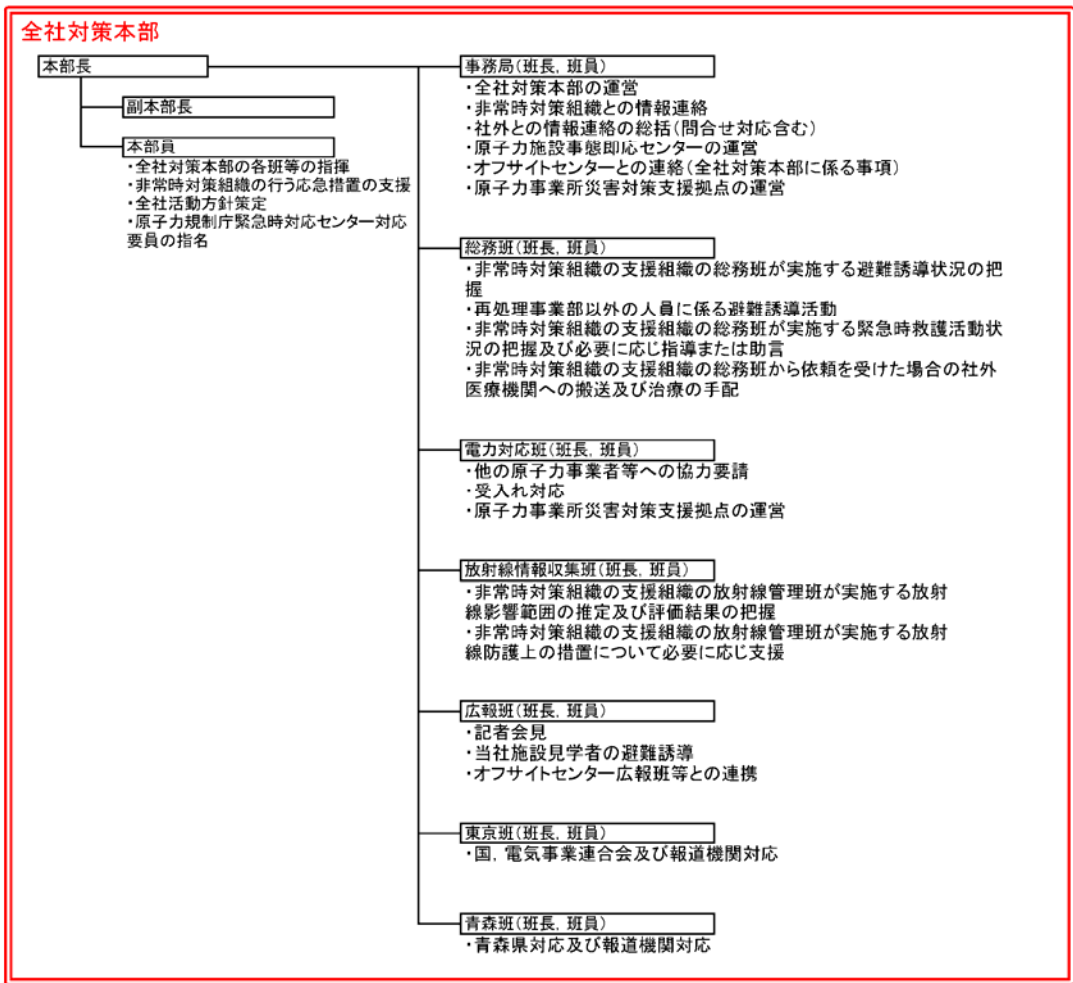 全社対策本部
本部長
副本部長
本部員
・全社対策本部の各班等の指揮
・非常時対策組織の行う応急措置の支援
・全社活動方針策定
・原子力規制庁緊急時対応センター対応
要員の指名
事務局(班長, 班員)
・全社対策本部の運営
・非常時対策組織との情報連絡
・社外との情報連絡の総括(問合せ対応含む)
・原子力施設事態即応センターの運営
・オフサイトセンターとの連絡(全社対策本部に係る事項)
・原子力事業所災害対策支援拠点の運営
総務班(班長, 班員)
・非常時対策組織の支援組織の総務班が実施する避難誘導状況の把
握
・再処理事業部以外の人員に係る避難誘導活動
・非常時対策組織の支援組織の総務班が実施する緊急時救護活動状
況の把握及び必要に応じ指導または助言
・非常時対策組織の支援組織の総務班から依頼を受けた場合の社外
医療機関への搬送及び治療の手配
電力対応班(班長, 班員)
・他の原子力事業者等への協力要請
・受入れ対応
・原子力事業所災害対策支援拠点の運営
放射線情報収集班(班長, 班員)
・非常時対策組織の支援組織の放射線管理班が実施する放射
線影響範囲の推定及び評価結果の把握
・非常時対策組織の支援組織の放射線管理班が実施する放射
線防護上の措置について必要に応じ支援
広報班(班長, 班員)
・記者会見
・当社施設見学者の避難誘導
・オフサイトセンター広報班等との連携
東京班(班長, 班員)
・国, 電気事業連合会及び報道機関対応
青森班(班長, 班員)
・青森県対応及び報道機関対応